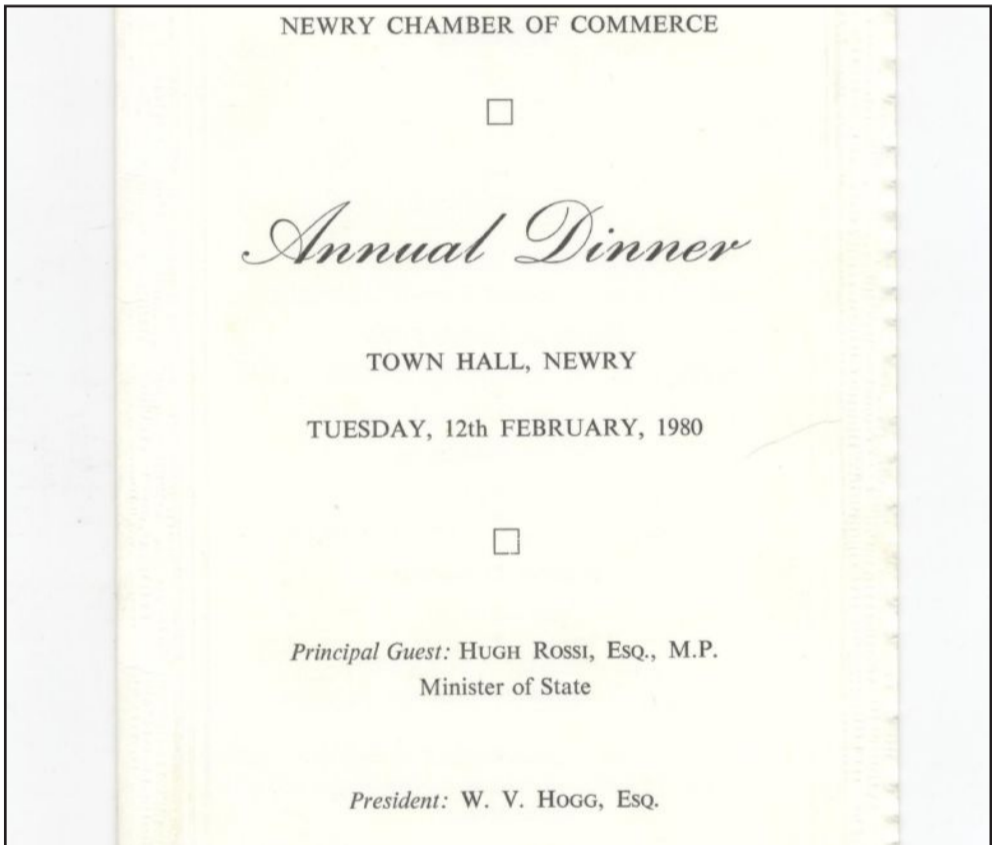 NEWRY CHAMBER OF COMMERCE
Annual Dinner
TOWN HALL, NEWRY
TUESDAY, 12th FEBRUARY, 1980
Principal Guest: HUGH ROSSI, ESQ., M.P.
Minister of State
President: W. V. HOGG, ESQ.